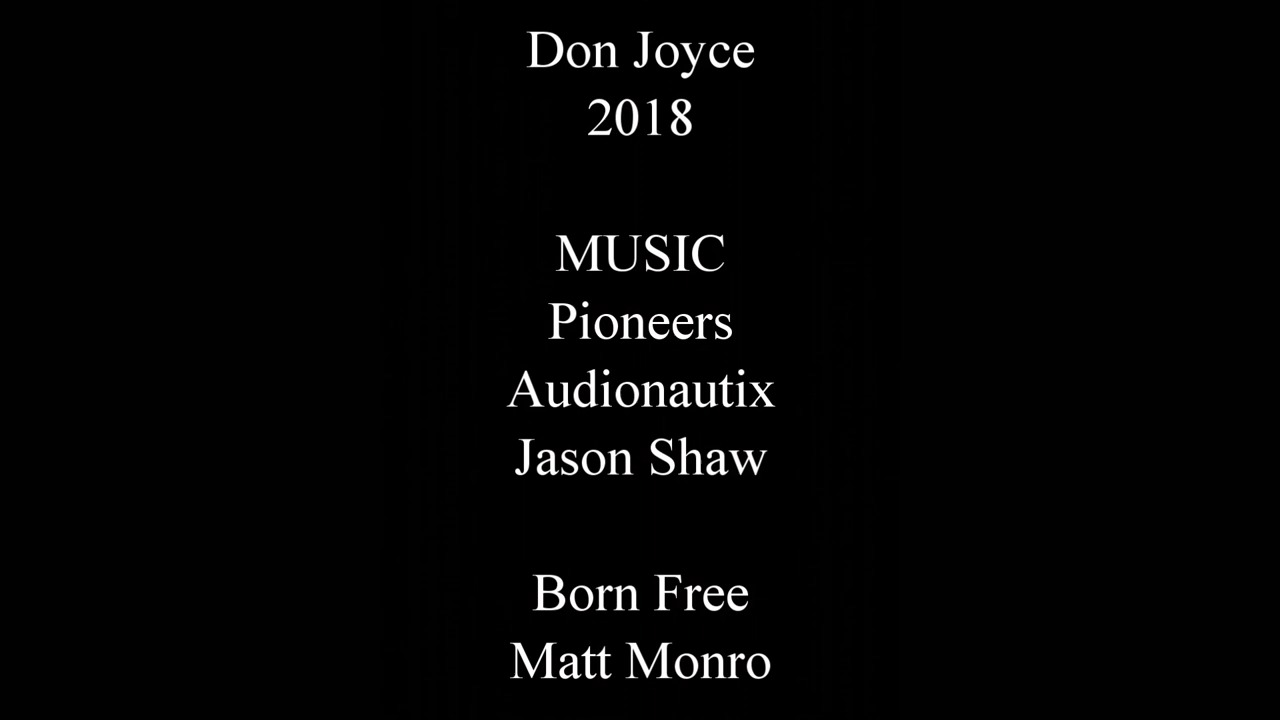 Don Joyce
2018
MUSIC
Pioneers
Audionautix
Jason Shaw
Born Free
Matt Monro